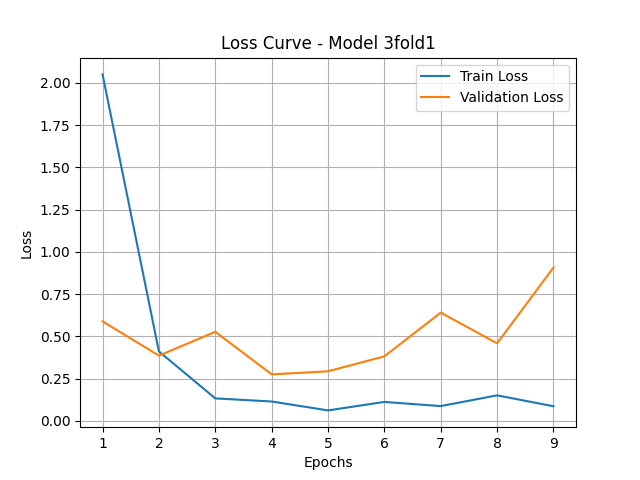 Loss Curve - Model 3fold1
Train Loss
Validation Loss
2.00
1.75
1.50
1.25
1.00
0.75
0.50
0.25
0.00
Loss
1 2 3 4 5 6 7 8 9
Epochs